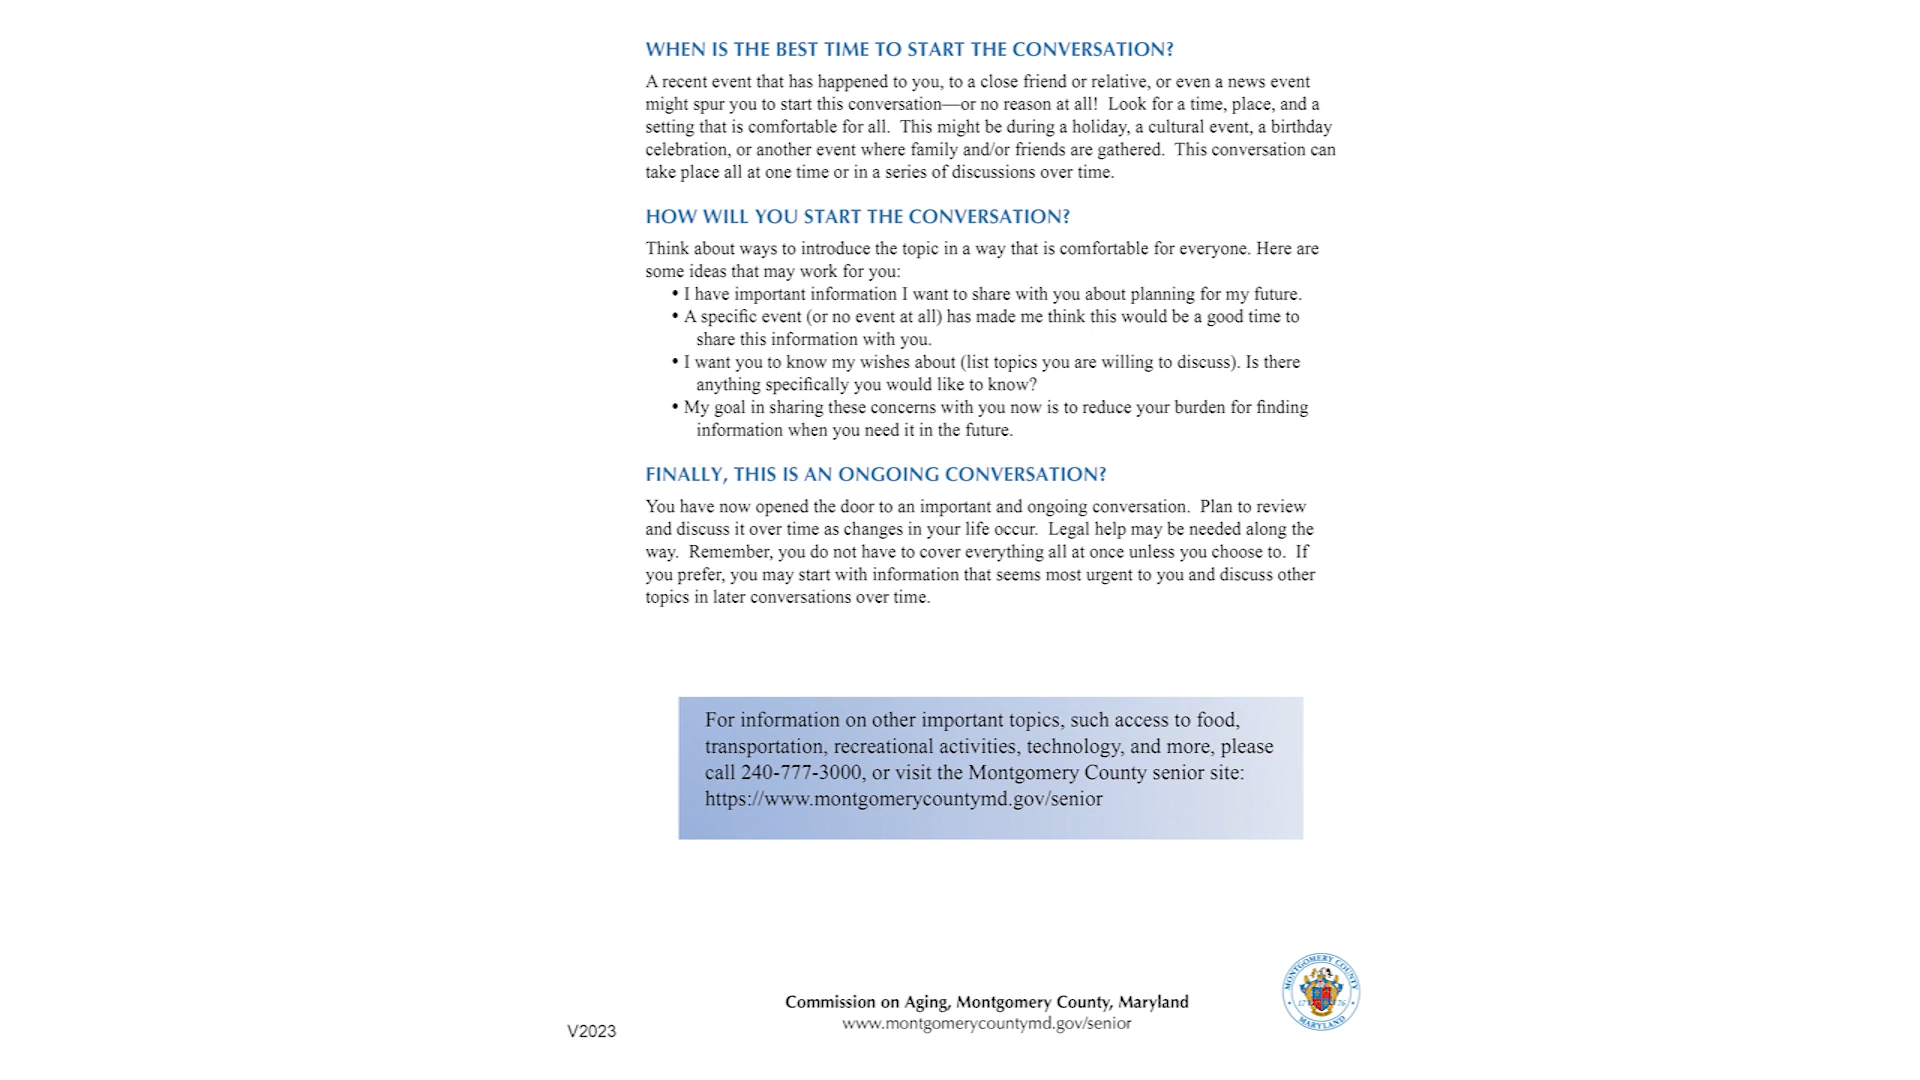 WHEN IS THE BEST TIME TO START THE CONVERSATION?
A recent event that has happened to you, to a close friend or relative, or even a news event
might spur you to start this conversation—or no reason at all!  Look for a time, place, and a
setting that is comfortable for all.  This might be during a holiday, a cultural event, a birthday
celebration, or another event where family and/or friends are gathered.  This conversation can
take place all at one time or in a series of discussions over time.
HOW WILL YOU START THE CONVERSATION?
Think about ways to introduce the topic in a way that is comfortable for everyone. Here are
some ideas that may work for you:
• I have important information I want to share with you about planning for my future.
• A specific event (or no event at all) has made me think this would be a good time to
share this information with you.
• I want you to know my wishes about (list topics you are willing to discuss). Is there
anything specifically you would like to know?
• My goal in sharing these concerns with you now is to reduce your burden for finding
information when you need it in the future.
FINALLY, THIS IS AN ONGOING CONVERSATION?
You have now opened the door to an important and ongoing conversation.  Plan to review
and discuss it over time as changes in your life occur.  Legal help may be needed along the
way.  Remember, you do not have to cover everything all at once unless you choose to.  If
you prefer, you may start with information that seems most urgent to you and discuss other
topics in later conversations over time.
For information on other important topics, such access to food,
transportation, recreational activities, technology, and more, please
call 240-777-3000, or visit the Montgomery County senior site:
https://www.montgomerycountymd.gov/senior
Commission on Aging, Montgomery County, Maryland
www.montgomerycountymd.gov/senior
V2023
MONTGOMERY COUNTY
17 76
MARYLAND